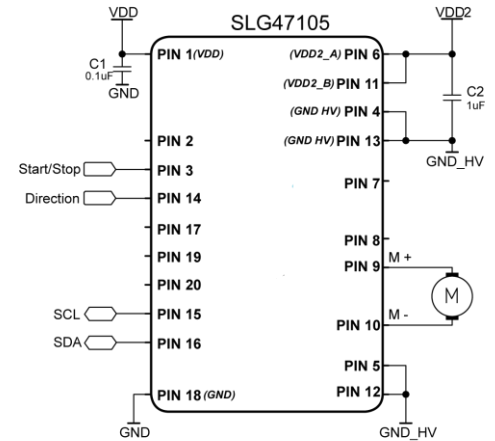 VDD
SLG47105
VDD2
PIN 1(VDD)
(VDD2_A) PIN 6
C1
0.1uF
GND
(VDD2_B) PIN 11
C2
1uF
(GND HV) PIN 4
PIN 2
(GND HV) PIN 13
GND_HV
Start/Stop
PIN 3
PIN 7
Direction
PIN 14
PIN 17
PIN 8
PIN 19
PIN 9
M +
PIN 20
M
SCL
PIN 15
M -
PIN 10
SDA
PIN 16
PIN 5
PIN 18 (GND)
PIN 12
GND
GND_HV